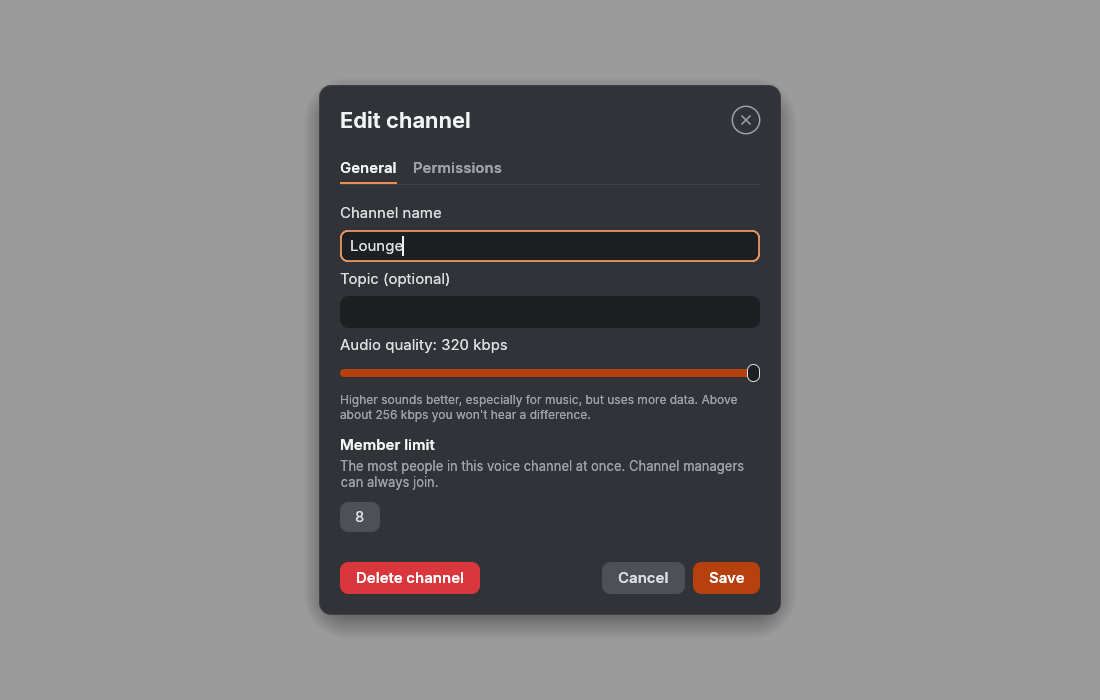 Edit channel
General Permissions
Channel name
Lounge
Topic (optional)
Audio quality: 320 kbps
Higher sounds better, especially for music, but uses more data. Above
about 256 kbps you won't hear a difference.
Member limit
The most people in this voice channel at once. Channel managers
can always join.
8
Delete channel Cancel Save